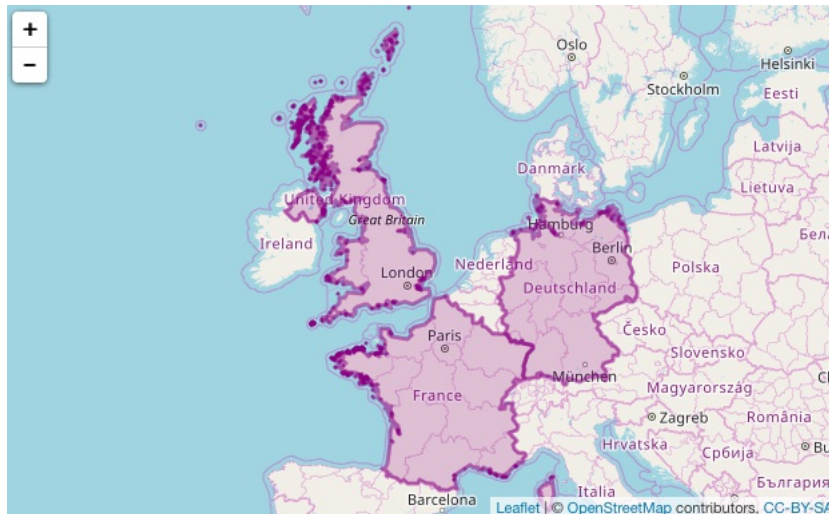 +
−
Oslo
Helsinki
Stockholm
Eesti
Latvija
Danmark
Lietuva
United Kingdom
Great Britain
Hamburg
Ireland
Berlin
Nederland
London
Polska
Deutschland
Česko
Paris
Slovensko
München
Magyarország
France
Zagreb
România
Hrvatska
Србија
Italia
България
Barcelona
Leaflet | © OpenStreetMap contributors, CC-BY-SA